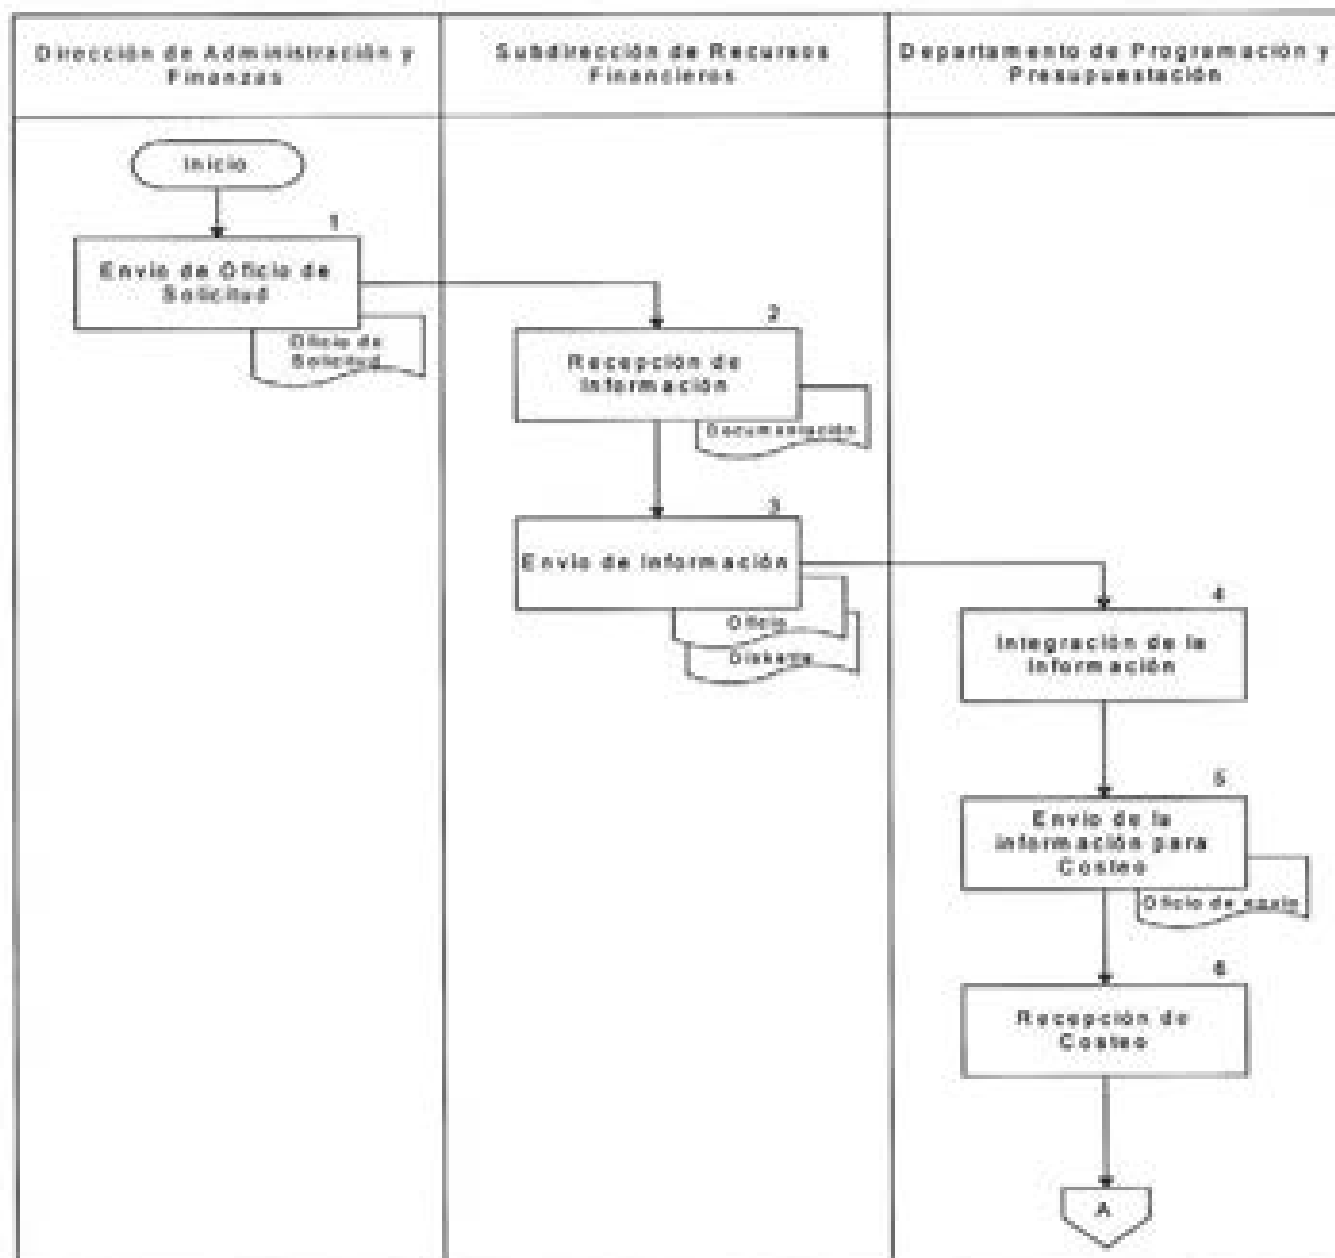 Dirección de Administración y
Finanzas
Subdirección de Recursos
Financieros
Departamento de Programación y
Presupuestación
Inicio
1
Envío de Oficio de
Solicitud
Oficio de
Solicitud
2
Recepción de
Información
Documentación
3
Envío de Información
Oficio
Diskette
4
Integración de la
Información
5
Envío de la
información para
Costeo
Oficio de envío
6
Recepción de
Costeo
A